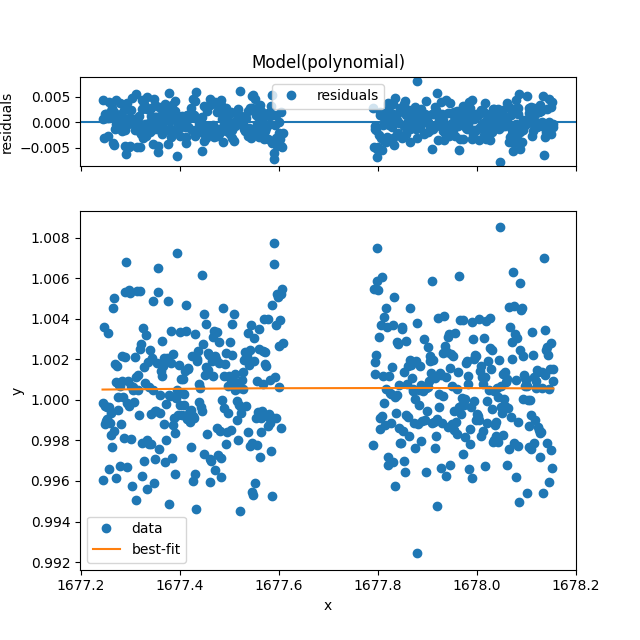 Model(polynomial)
residuals
0.005
0.000
−0.005
residuals
1.008
1.006
1.004
1.002
1.000
0.998
0.996
0.994
0.992
y
data
best-fit
1677.2 1677.4 1677.6 1677.8 1678.0 1678.2
x